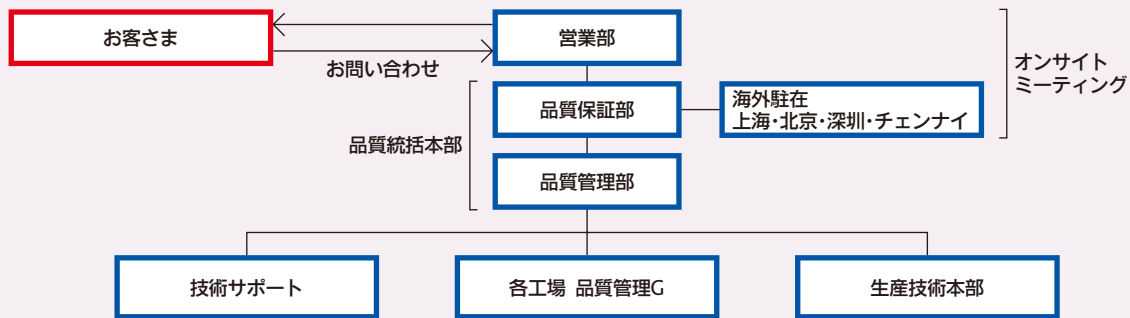 お客さま
営業部
お問い合わせ
オンサイト
ミーティング
品質保証部
海外駐在
上海・北京・深圳・チェンナイ
品質統括本部
品質管理部
技術サポート
各工場 品質管理G
生産技術本部